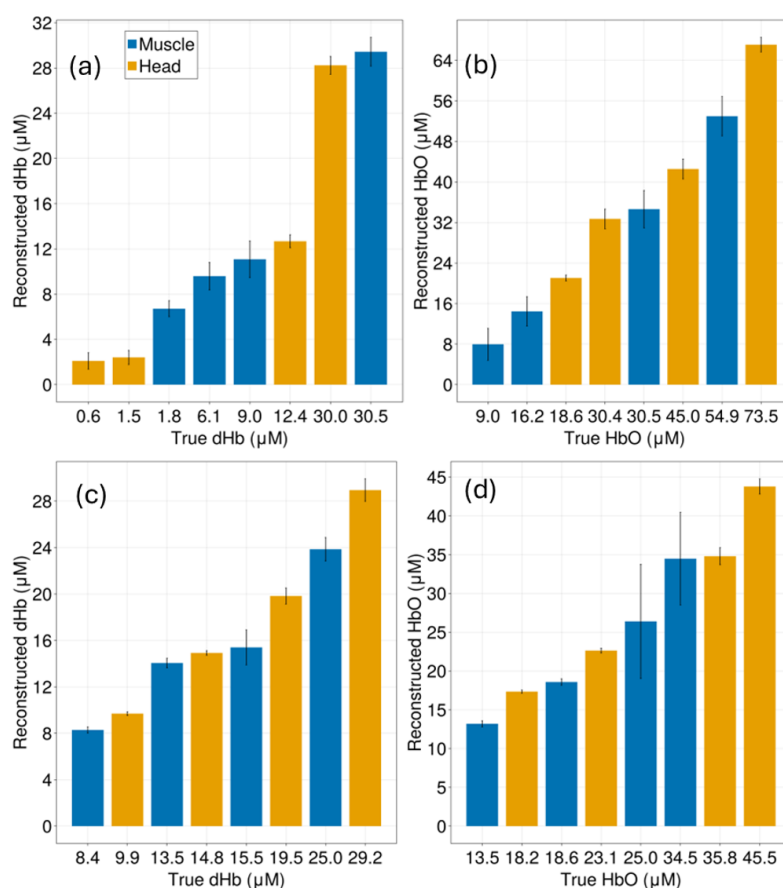 (a)
Muscle
Head
Reconstructed dHb (µM)
32
28
24
20
16
12
8
4
0
0.6 1.5 1.8 6.1 9.0 12.4 30.0 30.5
True dHb (µM)
(b)
Reconstructed HbO (µM)
64
56
48
40
32
24
16
8
0
9.0 16.2 18.6 30.4 30.5 45.0 54.9 73.5
True HbO (µM)
(c)
Reconstructed dHb (µM)
28
24
20
16
12
8
4
0
8.4 9.9 13.5 14.8 15.5 19.5 25.0 29.2
True dHb (µM)
(d)
Reconstructed HbO (µM)
45
40
35
30
25
20
15
10
5
0
13.5 18.2 18.6 23.1 25.0 34.5 35.8 45.5
True HbO (µM)